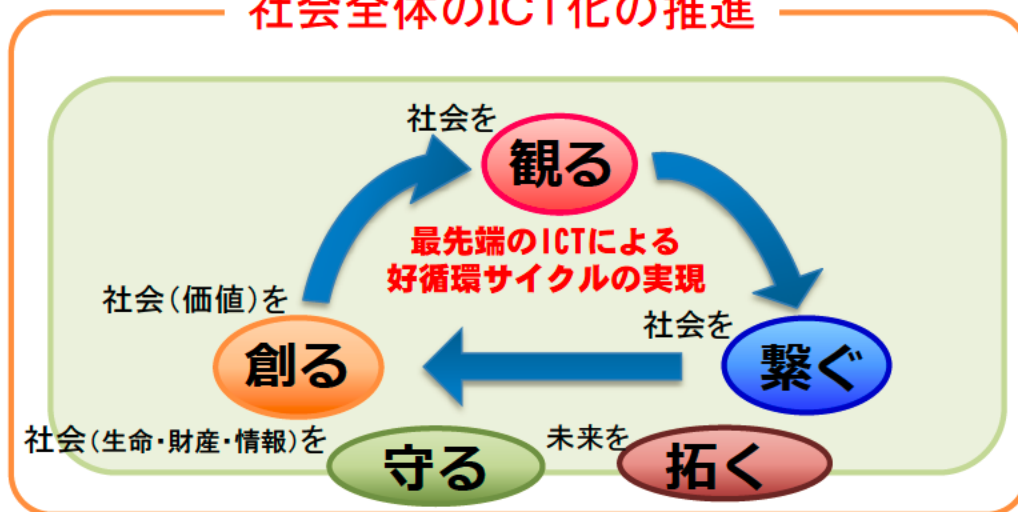 社会全体のICT化の推進
社会を
観る
最先端のICTによる
好循環サイクルの実現
社会(価値)を
創る
社会を
繋ぐ
社会(生命・財産・情報)を
守る
未来を
拓く